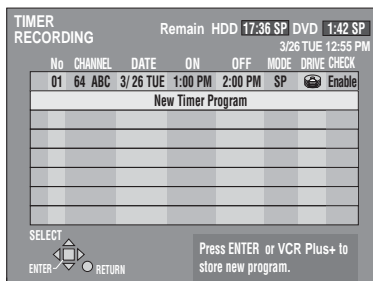 TIMER RECORDING Remain HDD 17:36 SP DVD 1:42 SP
3/26 TUE 12:55 PM
No CHANNEL DATE ON OFF MODE DRIVE CHECK
01 64 ABC 3/26 TUE 1:00 PM 2:00 PM SP Enable
New Timer Program
SELECT
ENTER RETURN
Press ENTER or VCR Plus+ to
store new program.